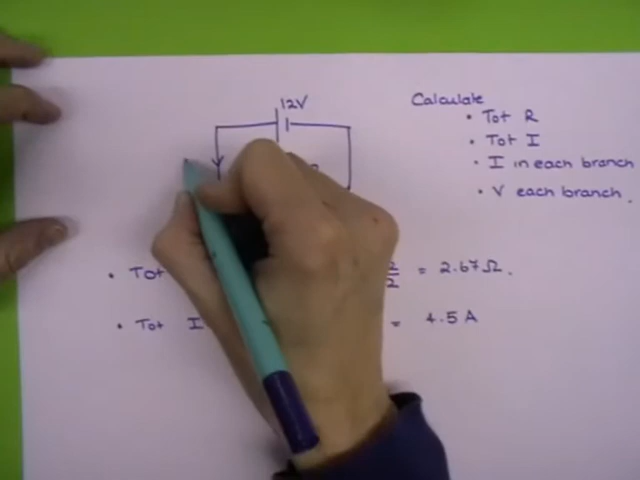 12V
Calculate
• Tot R
• Tot I
• I in each branch
• V each branch.
• Tot = 2.67Ω.
• Tot I = 4.5 A